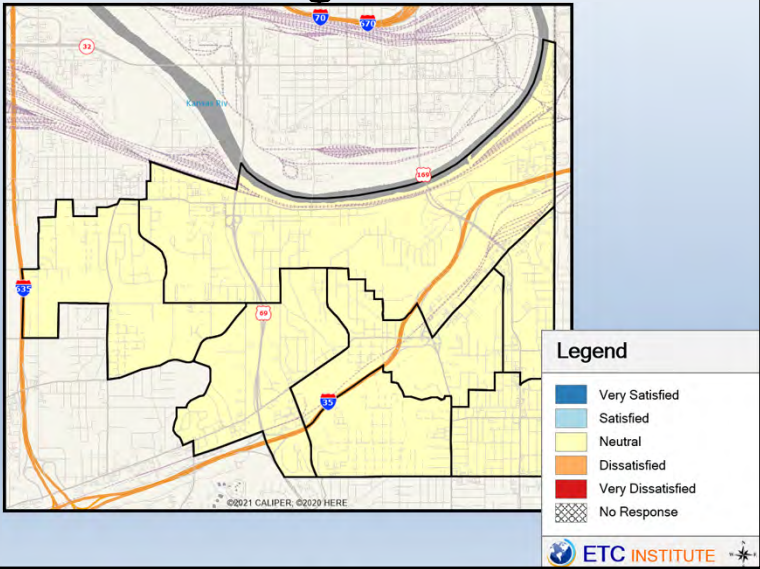 70
670
32
Kansas Riv
169
635
69
35
©2021 CALIPER; ©2020 HERE
Legend
Very Satisfied
Satisfied
Neutral
Dissatisfied
Very Dissatisfied
No Response
ETC INSTITUTE